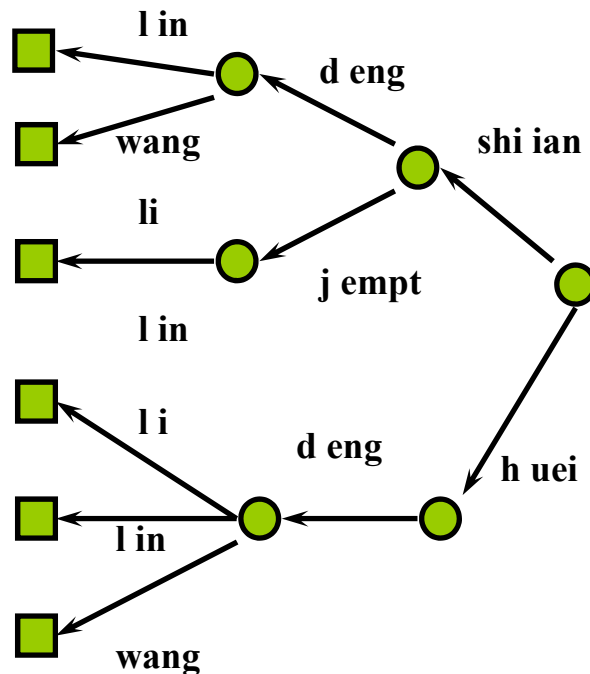 l in
d eng
wang
shi ian
li
j empt
l in
l i
d eng
h uei
l in
wang